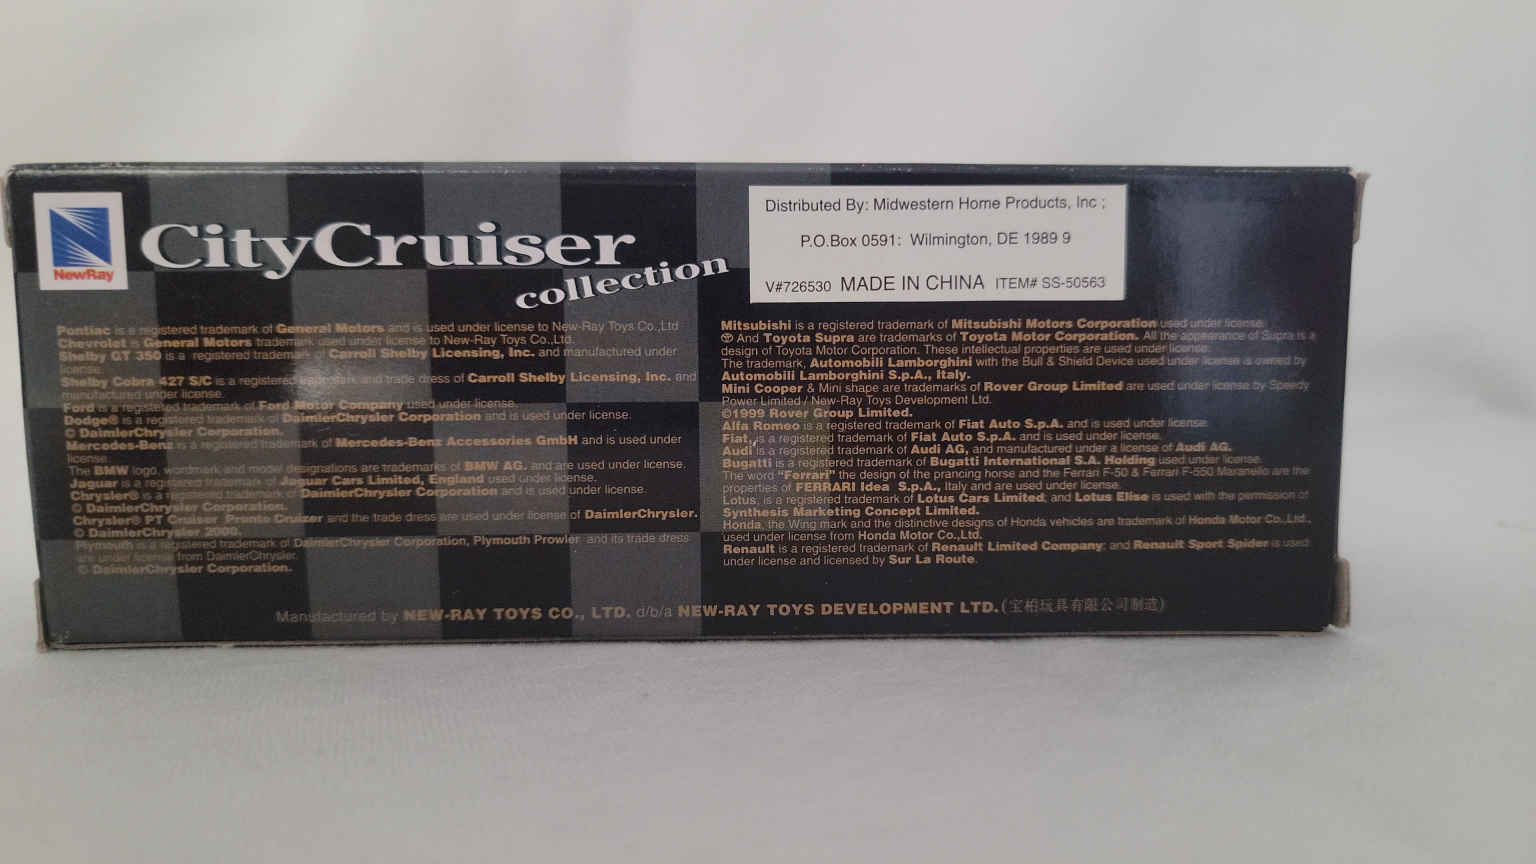 NewRay
CityCruiser
collection
Distributed By: Midwestern Home Products, Inc ;
P.O.Box 0591: Wilmington, DE 1989 9
V#726530 MADE IN CHINA ITEM# SS-50563
Pontiac is a registered trademark of General Motors and is used under license to New-Ray Toys Co.,Ltd
Chevrolet is General Motors trademark used under license to New-Ray Toys Co.,Ltd.
Shelby GT 350 is a registered trademark of Carroll Shelby Licensing, Inc. and manufactured under
license.
Shelby Cobra 427 S/C is a registered trademark and trade dress of Carroll Shelby Licensing, Inc. and
manufactured under license.
Ford is a registered trademark of Ford Motor Company used under license.
Dodge® is a registered trademark of DaimlerChrysler Corporation and is used under license.
© DaimlerChrysler Corporation.
Mercedes-Benz is a registered trademark of Mercedes-Benz Accessories GmbH and is used under
license.
The BMW logo, wordmark and model designations are trademarks of BMW AG. and are used under license.
Jaguar is a registered trademark of Jaguar Cars Limited, England used under license.
Chrysler® is a registered trademark of DaimlerChrysler Corporation and is used under license.
© DaimlerChrysler Corporation.
Chrysler® PT Cruiser, Pronto Cruizer and the trade dress are used under license of DaimlerChrysler.
© DaimlerChrysler 2000.
Plymouth is a registered trademark of DaimlerChrysler Corporation, Plymouth Prowler and its trade dress
are used under license from DaimlerChrysler.
© DaimlerChrysler Corporation.
Mitsubishi is a registered trademark of Mitsubishi Motors Corporation used under license.
And Toyota Supra are trademarks of Toyota Motor Corporation. All the appearance of Supra is a
design of Toyota Motor Corporation. These intellectual properties are used under license.
The trademark, Automobili Lamborghini with the Bull & Shield Device used under license is owned by
Automobili Lamborghini S.p.A., Italy.
Mini Cooper & Mini shape are trademarks of Rover Group Limited are used under license by Speedy
Power Limited / New-Ray Toys Development Ltd.
©1999 Rover Group Limited.
Alfa Romeo is a registered trademark of Fiat Auto S.p.A. and is used under license.
Fiat, is a registered trademark of Fiat Auto S.p.A. and is used under license.
Audi is a registered trademark of Audi AG, and manufactured under a license of Audi AG.
Bugatti is a registered trademark of Bugatti International S.A. Holding used under license.
The word "Ferrari" the design of the prancing horse and the Ferrari F-50 & Ferrari F-550 Maranello are the
properties of FERRARI Idea S.p.A., Italy and are used under license.
Lotus, is a registered trademark of Lotus Cars Limited; and Lotus Elise is used with the permission of
Synthesis Marketing Concept Limited.
Honda, the Wing mark and the distinctive designs of Honda vehicles are trademark of Honda Motor Co.,Ltd.,
used under license from Honda Motor Co.,Ltd.
Renault is a registered trademark of Renault Limited Company; and Renault Sport Spider is used
under license and licensed by Sur La Route.
Manufactured by NEW-RAY TOYS CO., LTD. d/b/a NEW-RAY TOYS DEVELOPMENT LTD.(宝柏玩具有限公司制造)